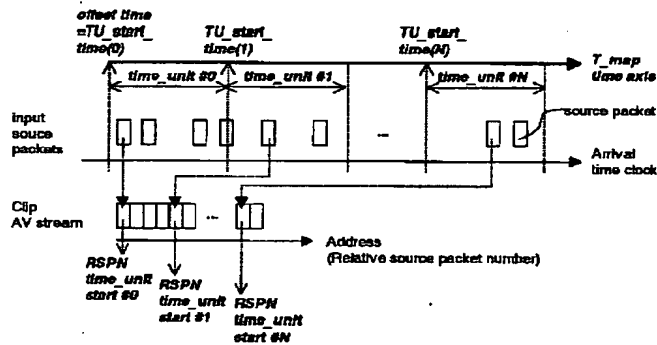 offset time
=TU_start_
time(0)
TU_start_
time(1)
TU_start_
time(N)
T_map
time axis
time_unit #0
time_unit #1
time_unit #N
source packet
Input
souce
packets
...
Arrival
time clock
Clip
AV stream
...
Address
(Relative source packet number)
RSPN
time_unit
start #0
RSPN
time_unit
start #1
RSPN
time_unit
start #N